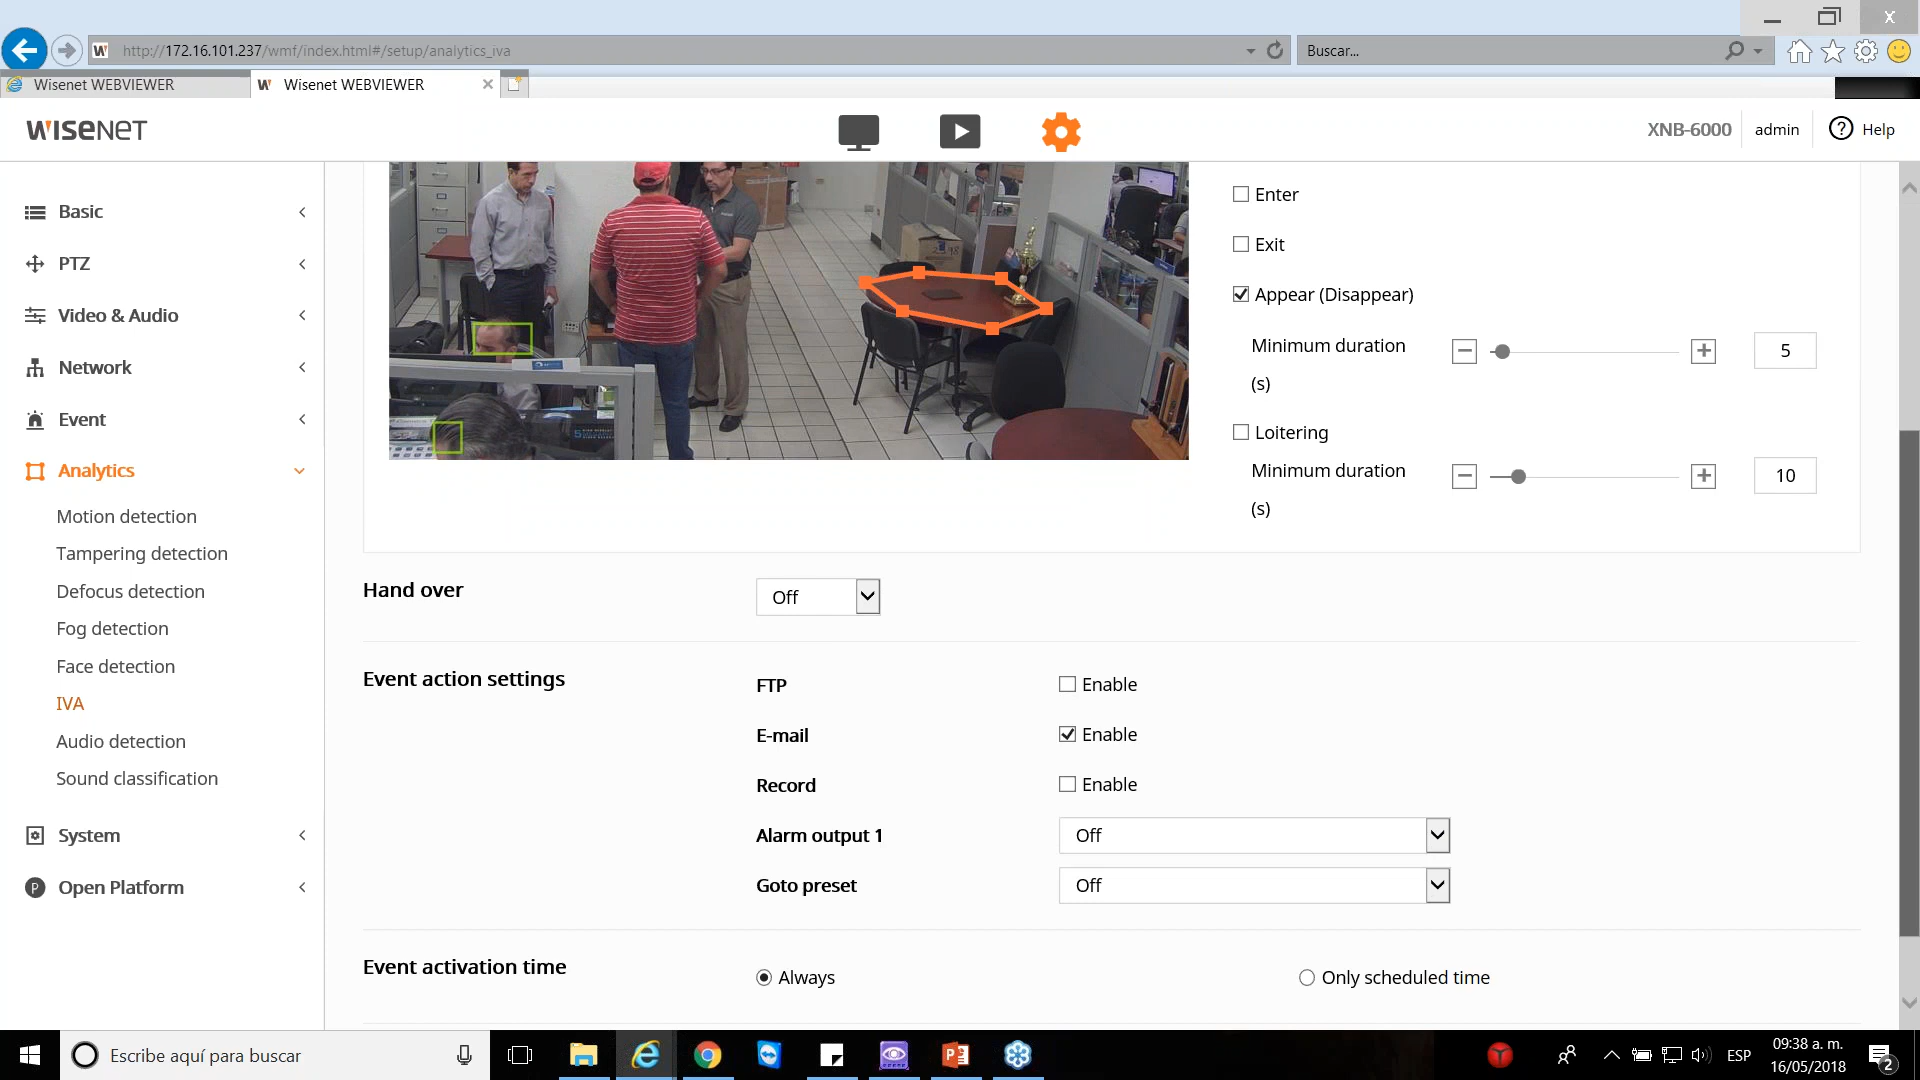 http://172.16.101.237/wmf/index.html#/setup/analytics_iva
Buscar...
Wisenet WEBVIEWER
Wisenet WEBVIEWER
WISENET
XNB-6000
admin
Help
Basic
PTZ
Video & Audio
Network
Event
Analytics
Motion detection
Tampering detection
Defocus detection
Fog detection
Face detection
IVA
Audio detection
Sound classification
System
Open Platform
Enter
Exit
Appear (Disappear)
Minimum duration
(s)
5
Loitering
Minimum duration
(s)
10
Hand over
Off
Event action settings
FTP
Enable
E-mail
Enable
Record
Enable
Alarm output 1
Off
Goto preset
Off
Event activation time
Always
Only scheduled time
Escribe aquí para buscar
ESP
09:38 a. m.
16/05/2018
2